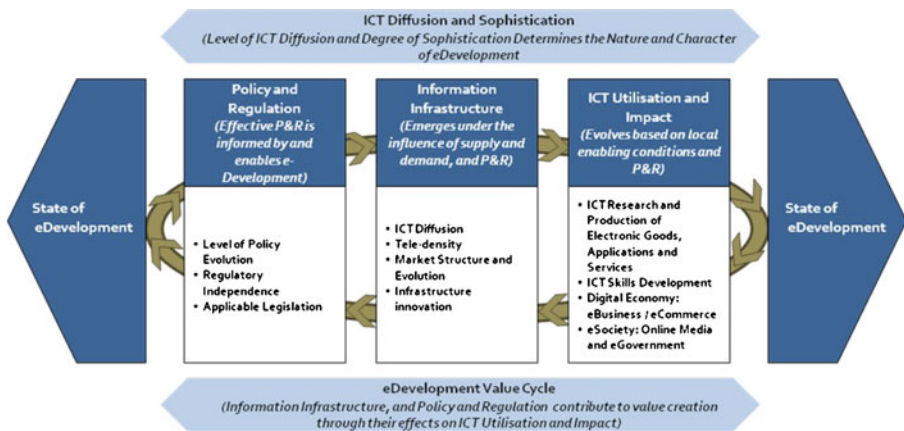 ICT Diffusion and Sophistication
(Level of ICT Diffusion and Degree of Sophistication Determines the Nature and Character
of eDevelopment
State of
eDevelopment
Policy and
Regulation
(Effective P&R is
informed by and
enables e-
Development)
• Level of Policy
Evolution
• Regulatory
Independence
• Applicable Legislation
Information
Infrastructure
(Emerges under the
influence of supply and
demand, and P&R)
• ICT Diffusion
• Tele-density
• Market Structure and
Evolution
• Infrastructure
innovation
ICT Utilisation and
Impact
(Evolves based on local
enabling conditions and
P&R)
• ICT Research and
Production of
Electronic Goods,
Applications and
Services
• ICT Skills Development
• Digital Economy:
eBusiness / eCommerce
• eSociety: Online Media
and eGovernment
State of
eDevelopment
eDevelopment Value Cycle
(Information Infrastructure, and Policy and Regulation contribute to value creation
through their effects on ICT Utilisation and Impact)